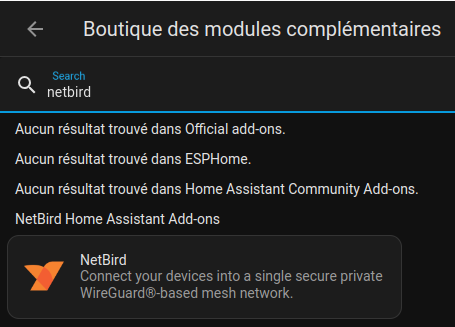 Boutique des modules complémentaires
Search
netbird
Aucun résultat trouvé dans Official add-ons.
Aucun résultat trouvé dans ESPHome.
Aucun résultat trouvé dans Home Assistant Community Add-ons.
NetBird Home Assistant Add-ons
NetBird
Connect your devices into a single secure private
WireGuard®-based mesh network.